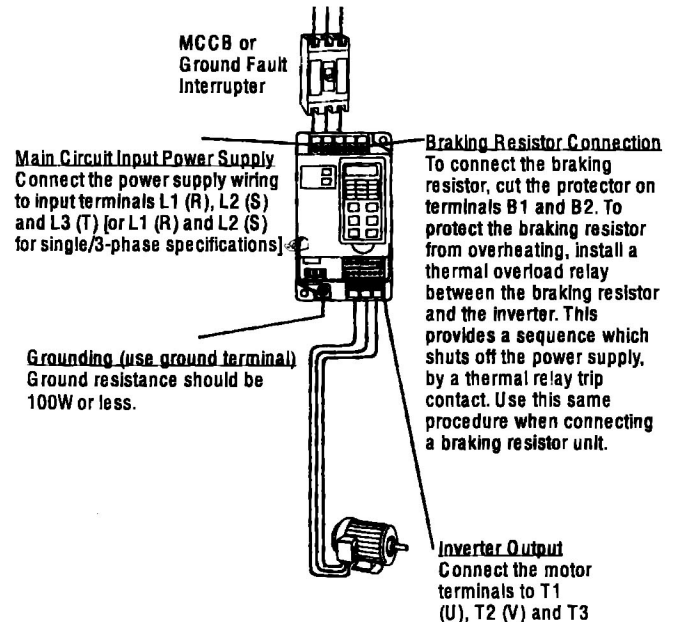 MCCB or
Ground Fault
Interrupter
Main Circuit Input Power Supply
Connect the power supply wiring
to input terminals L1 (R), L2 (S)
and L3 (T) [or L1 (R) and L2 (S)
for single/3-phase specifications]
Grounding (use ground terminal)
Ground resistance should be
100W or less.
Braking Resistor Connection
To connect the braking
resistor, cut the protector on
terminals B1 and B2. To
protect the braking resistor
from overheating, install a
thermal overload relay
between the braking resistor
and the inverter. This
provides a sequence which
shuts off the power supply,
by a thermal relay trip
contact. Use this same
procedure when connecting
a braking resistor unit.
Inverter Output
Connect the motor
terminals to T1
(U), T2 (V) and T3